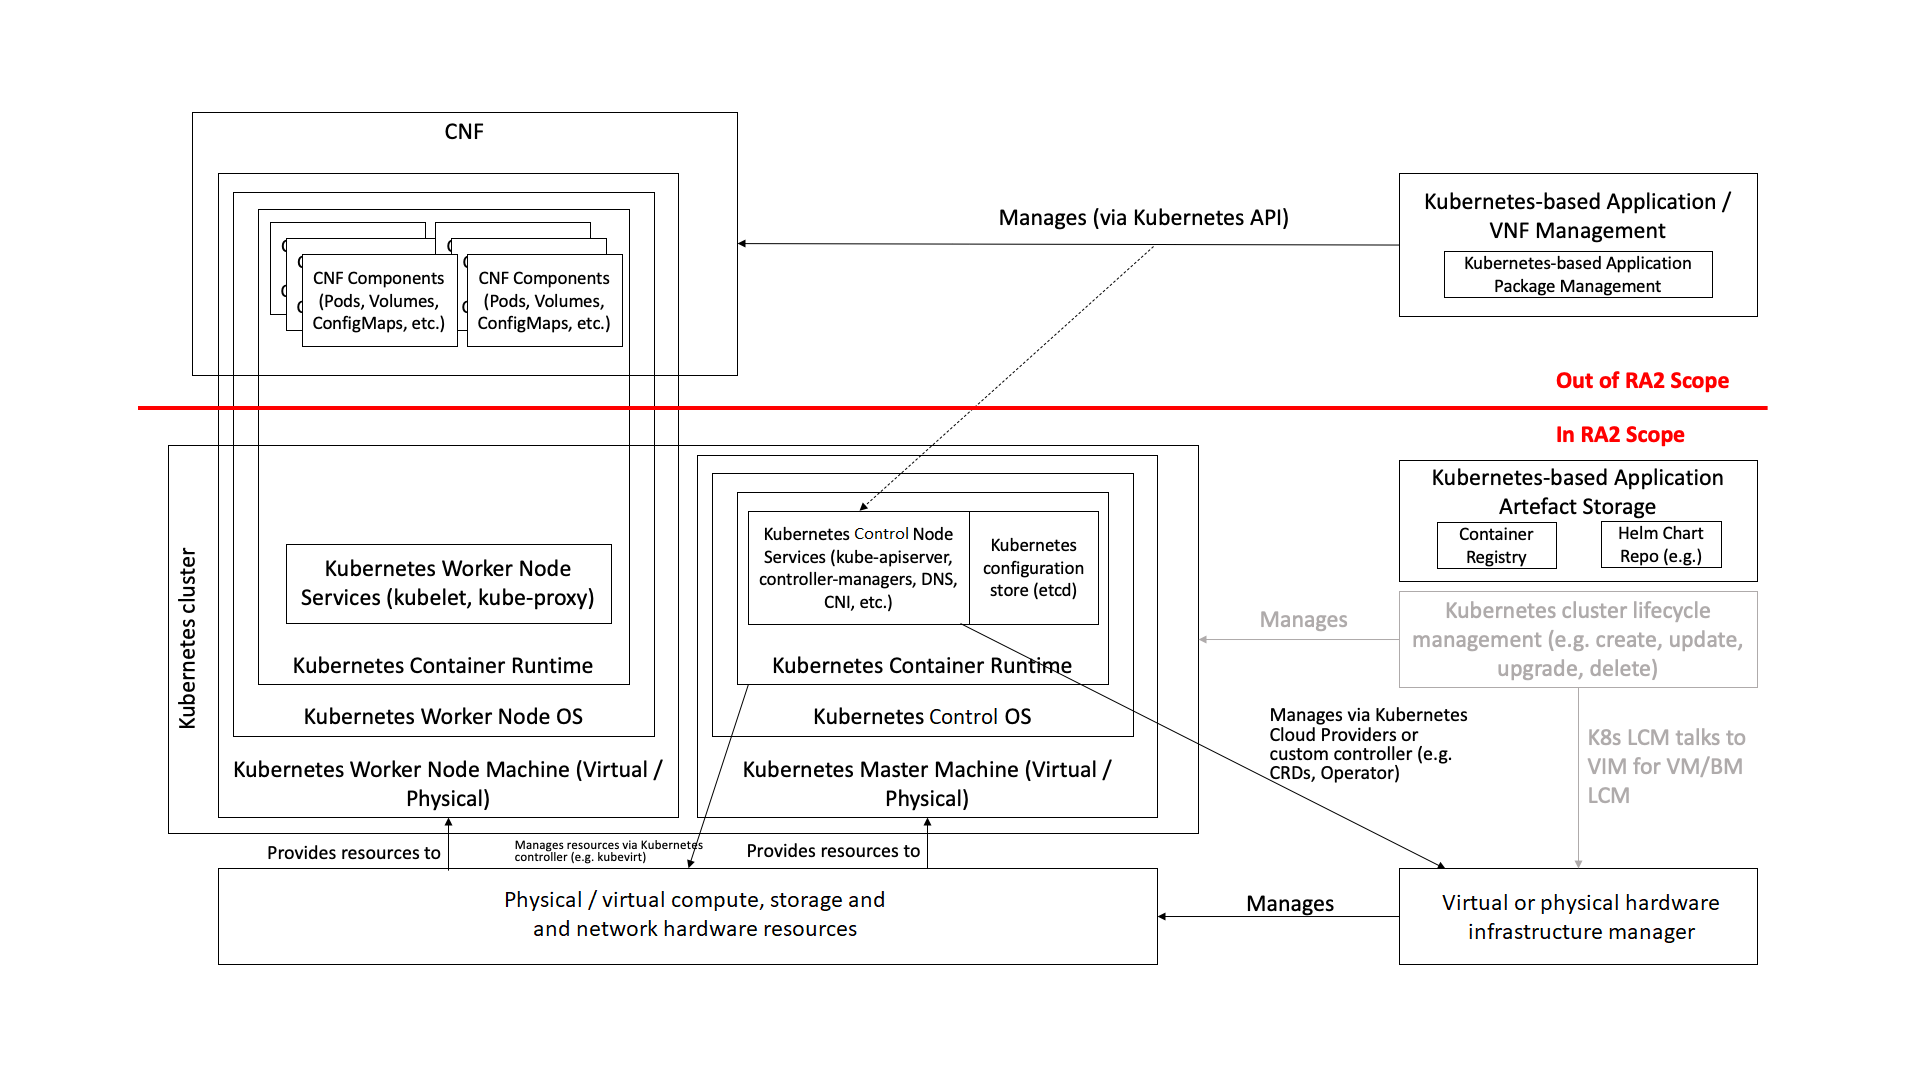 CNF
C
C
C
C
CNF Components
(Pods, Volumes,
ConfigMaps, etc.)
C
C
C
CNF Components
(Pods, Volumes,
ConfigMaps, etc.)
Manages (via Kubernetes API)
Kubernetes-based Application /
VNF Management
Kubernetes-based Application
Package Management
Out of RA2 Scope
In RA2 Scope
Kubernetes cluster
Kubernetes Worker Node
Services (kubelet, kube-proxy)
Kubernetes Container Runtime
Kubernetes Worker Node OS
Kubernetes Worker Node Machine (Virtual /
Physical)
Kubernetes Control Node
Services (kube-apiserver,
controller-managers, DNS,
CNI, etc.)
Kubernetes
configuration
store (etcd)
Kubernetes Container Runtime
Kubernetes Control OS
Kubernetes Master Machine (Virtual /
Physical)
Kubernetes-based Application
Artefact Storage
Container
Registry
Helm Chart
Repo (e.g.)
Manages
Kubernetes cluster lifecycle
management (e.g. create, update,
upgrade, delete)
Manages via Kubernetes
Cloud Providers or
custom controller (e.g.
CRDs, Operator)
K8s LCM talks to
VIM for VM/BM
LCM
Provides resources to
Manages resources via Kubernetes
controller (e.g. kubevirt)
Provides resources to
Physical / virtual compute, storage and
and network hardware resources
Manages
Virtual or physical hardware
infrastructure manager